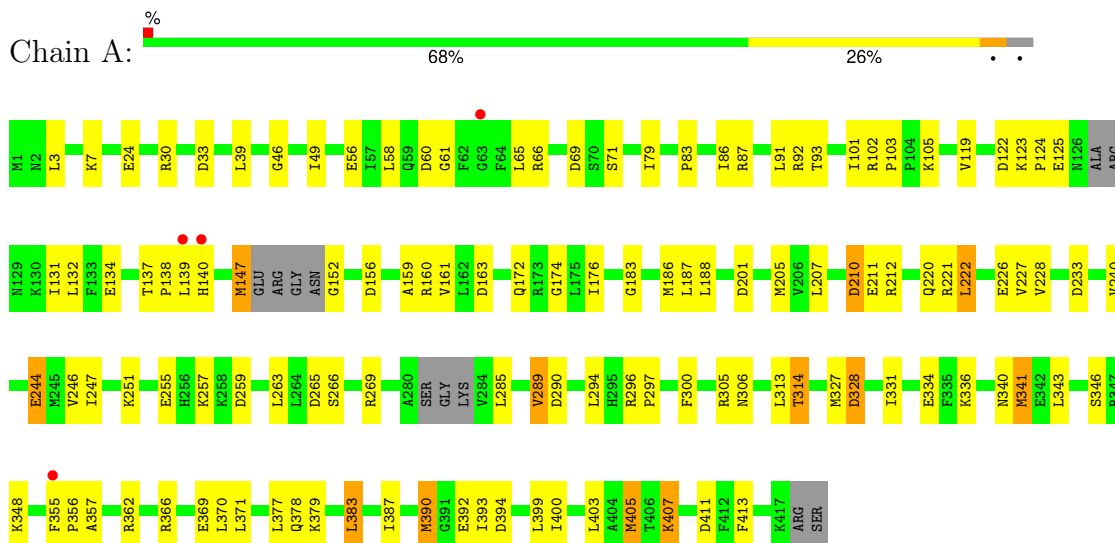 %
Chain A:
68% 26% • •
M1 N2 L3 K7 E24 R30 D33 L39 G46 I49 E56 I57 L58 Q59 D60 G61 F62 G63 F64 L65 R66 D69 S70 S71 I79 P83 I86 R87 L91 R92 T93 I101 R102 P103 P104 K105 V119 D122 K123 P124 E125 N126 ALA ARG
N129 K130 I131 L132 F133 E134 T137 P138 L139 H140 M147 GLU ARG GLY ASN G152 D156 A159 R160 V161 L162 D163 Q172 R173 G174 L175 I176 G183 M186 L187 L188 D201 M205 V206 L207 D210 E211 R212 Q220 R221 L222 E226 V227 V228 D233 V240
E244 M245 V246 I247 K251 E255 H256 K257 K258 D259 L263 L264 D265 S266 R269 A280 SER GLY LYS V284 L285 V289 D290 L294 H295 R296 P297 F300 R305 N306 L313 T314 M327 D328 I331 E334 F335 K336 N340 M341 E342 L343 S346 R347
K348 F355 P356 A357 R362 R366 E369 L370 L371 L377 Q378 K379 L383 I387 M390 G391 E392 I393 D394 L399 I400 L403 A404 M405 T406 K407 D411 F412 F413 K417 ARG SER